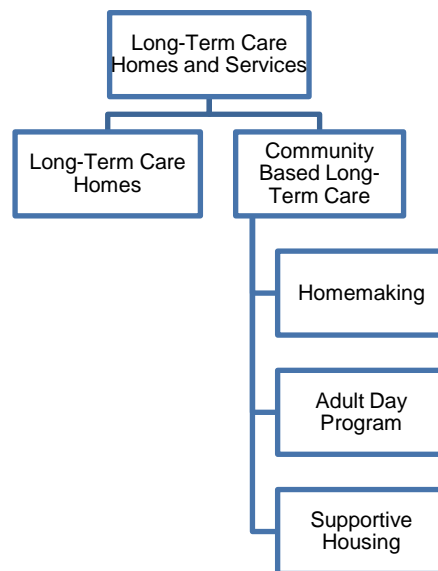 Long-Term Care
Homes and Services
Long-Term Care
Homes
Community
Based Long-
Term Care
Homemaking
Adult Day
Program
Supportive
Housing